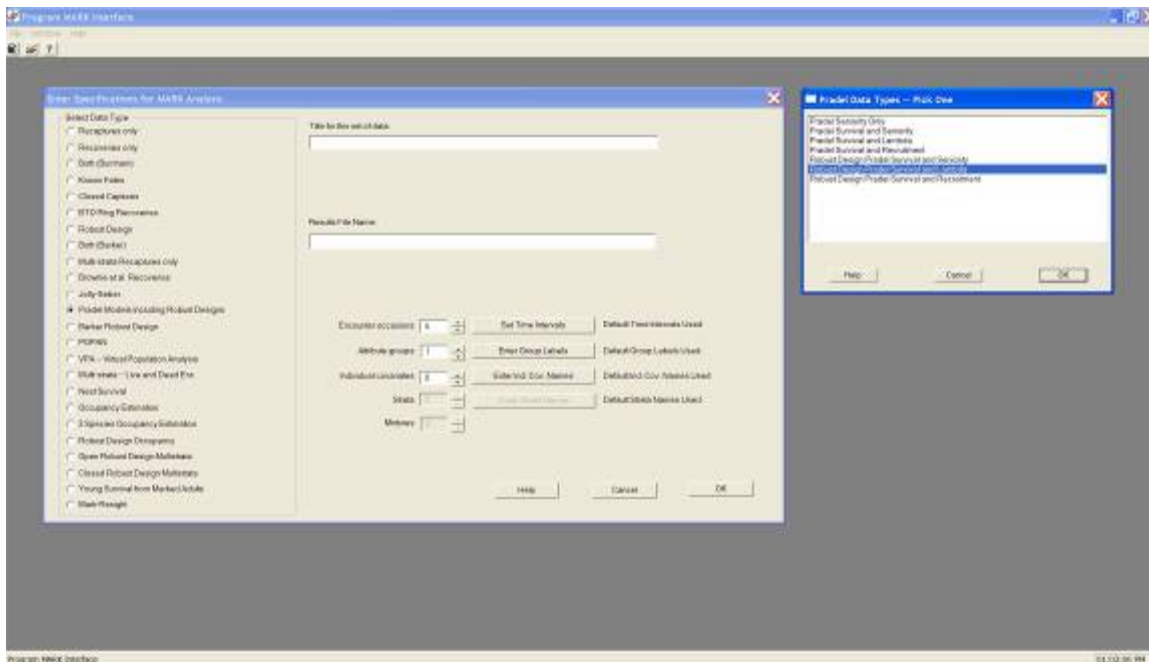 Program MARK Interface
File Window Help
Enter Specifications for MARK Analysis
Select Data Type
Recaptures only
Recoveries only
Both (Burnham)
Known Fates
Closed Captures
BTO Ring Recoveries
Robust Design
Both (Barker)
Multi-strata Recaptures only
Brownie et al. Recoveries
Jolly-Seber
Pradel Models including Robust Designs
Barker Robust Design
POPAN
VPA -- Virtual Population Analysis
Multi-strata -- Live and Dead Enc.
Nest Survival
Occupancy Estimation
2 Species Occupancy Estimation
Robust Design Occupancy
Open Robust Design Multistrata
Closed Robust Design Multistrata
Young Survival from Marked Adults
Mark-Resight
Title for this set of data:
Results File Name:
Encounter occasions: Set Time Intervals Default Time Intervals Used
Attribute groups: 1 Enter Group Labels Default Group Labels Used
Individual covariates: 0 Enter Ind. Cov. Names Default Ind. Cov. Names Used
Strata: Default Strata Names Used
Mixtures:
Help Cancel OK
Pradel Data Types -- Pick One
Pradel Seniority Only
Pradel Survival and Seniority
Pradel Survival and Lambda
Pradel Survival and Recruitment
Robust Design Pradel Survival and Seniority
Robust Design Pradel Survival and Lambda
Robust Design Pradel Survival and Recruitment
Help Cancel OK
Program MARK Interface